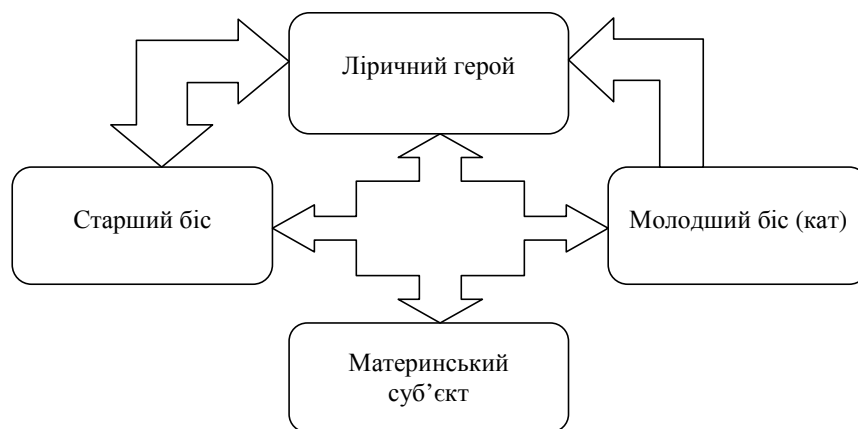 Ліричний герой
Старший біс
Молодший біс (кат)
Материнський
суб’єкт